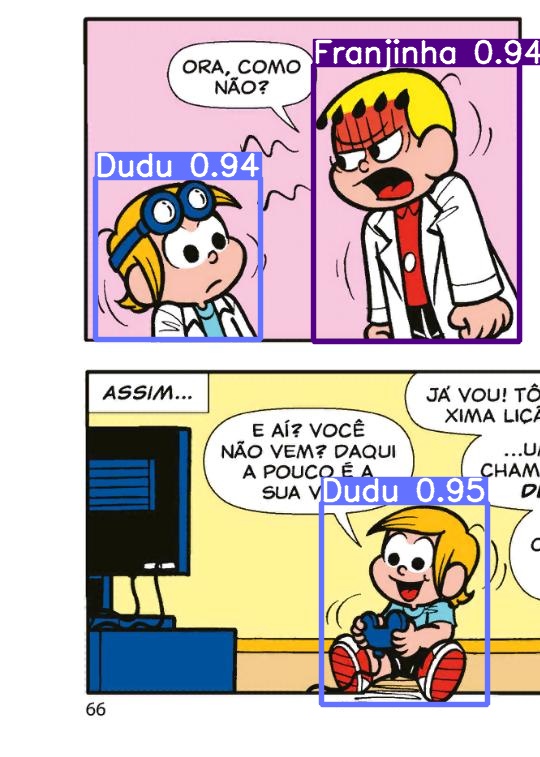 Franjinha 0.94
ORA, COMO
NÃO?
Dudu 0.94
ASSIM...
E AÍ? VOCÊ
NÃO VEM? DAQUI
A POUCO É A
SUA V
JÁ VOU! TÔ
XIMA LIÇÃ
...U
CHAM
D
Dudu 0.95
66